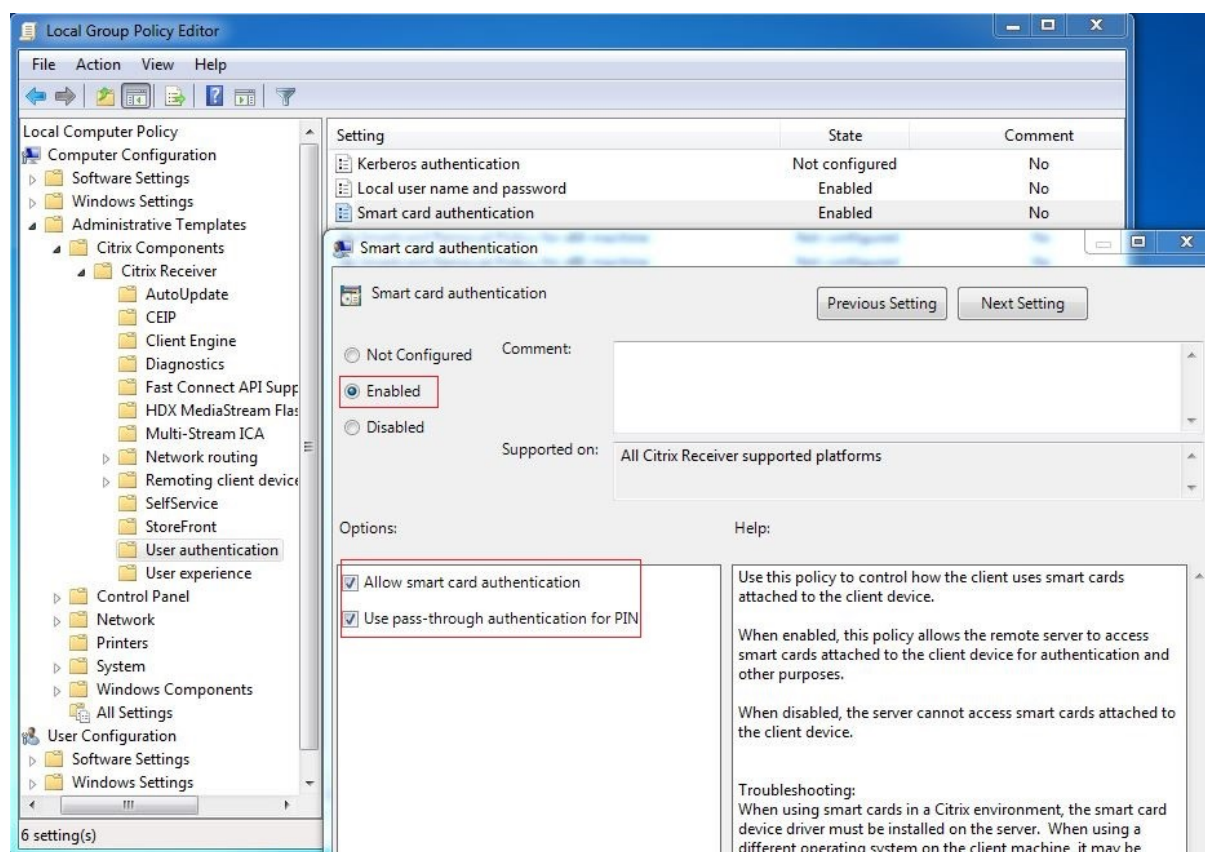 Local Group Policy Editor
File Action View Help
Local Computer Policy
Computer Configuration
Software Settings
Windows Settings
Administrative Templates
Citrix Components
Citrix Receiver
AutoUpdate
CEIP
Client Engine
Diagnostics
Fast Connect API Supp
HDX MediaStream Flas
Multi-Stream ICA
Network routing
Remoting client device
SelfService
StoreFront
User authentication
User experience
Control Panel
Network
Printers
System
Windows Components
All Settings
User Configuration
Software Settings
Windows Settings
6 setting(s)
Setting State Comment
Kerberos authentication Not configured No
Local user name and password Enabled No
Smart card authentication Enabled No
Smart card authentication
Smart card authentication
Previous Setting Next Setting
Not Configured
Enabled
Disabled
Comment:
Supported on: All Citrix Receiver supported platforms
Options:
Allow smart card authentication
Use pass-through authentication for PIN
Help:
Use this policy to control how the client uses smart cards
attached to the client device.
When enabled, this policy allows the remote server to access
smart cards attached to the client device for authentication and
other purposes.
When disabled, the server cannot access smart cards attached to
the client device.
Troubleshooting:
When using smart cards in a Citrix environment, the smart card
device driver must be installed on the server. When using a
different operating system on the client machine, it may be